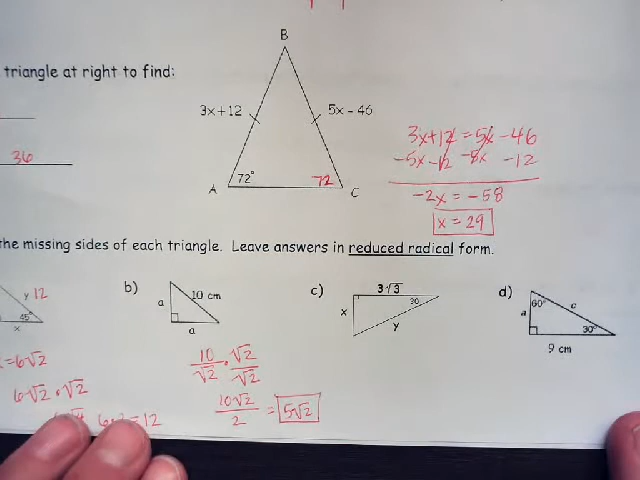 B
triangle at right to find:
3x+12
5x-46
3x+12 = 5x -46
-5x -12 -5x -12
36
-2x = -58
72°
72
A
C
x = 29
the missing sides of each triangle. Leave answers in reduced radical form.
y 12
45°
x
b)
10 cm
a
a
c)
3√3
30
x
y
d)
60°
c
a
30°
9 cm
= 6√2
10/√2 • √2/√2
6√2 • √2
10√2/2 = 5√2
= 12